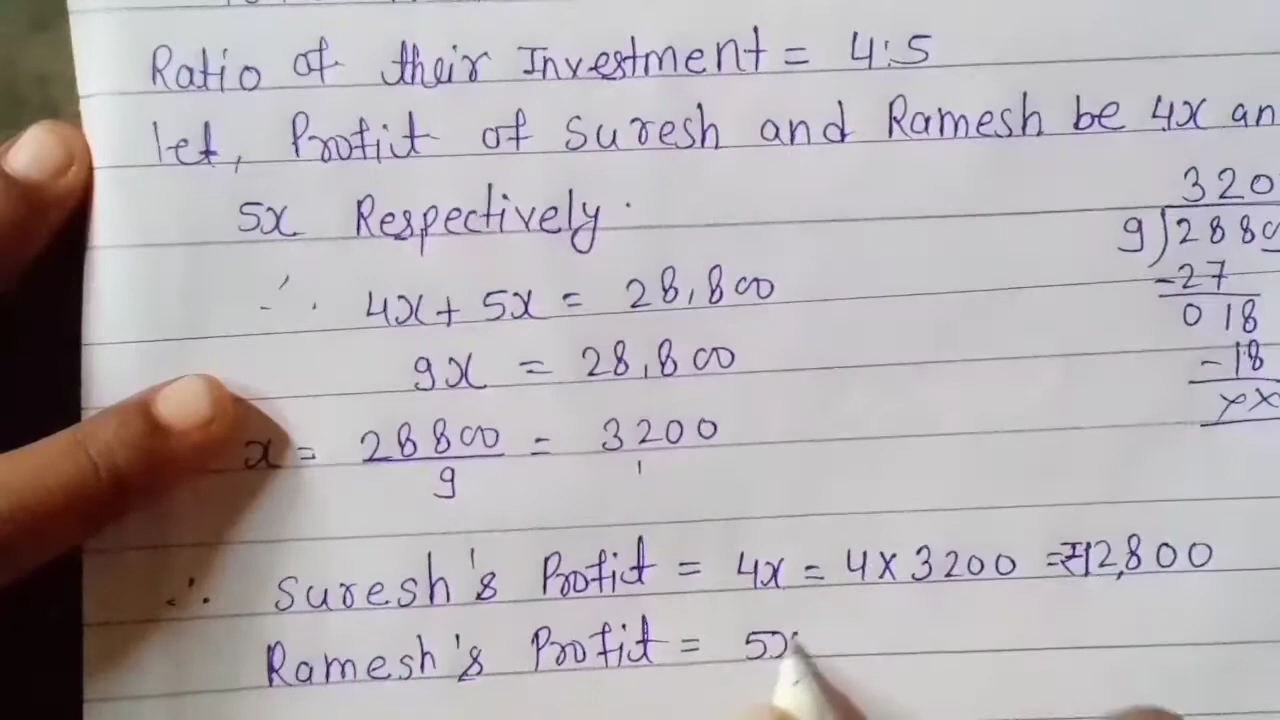 Ratio of their Investment = 4:5
let, Profit of Suresh and Ramesh be 4x an
5x Respectively.
∴ 4x + 5x = 28,800
9x = 28,800
x = 28800/9 = 3200
∴ Suresh's Profit = 4x = 4 x 3200 = ₹12,800
Ramesh's Profit = 5x
320
9)2880
-27
018
-18
xx